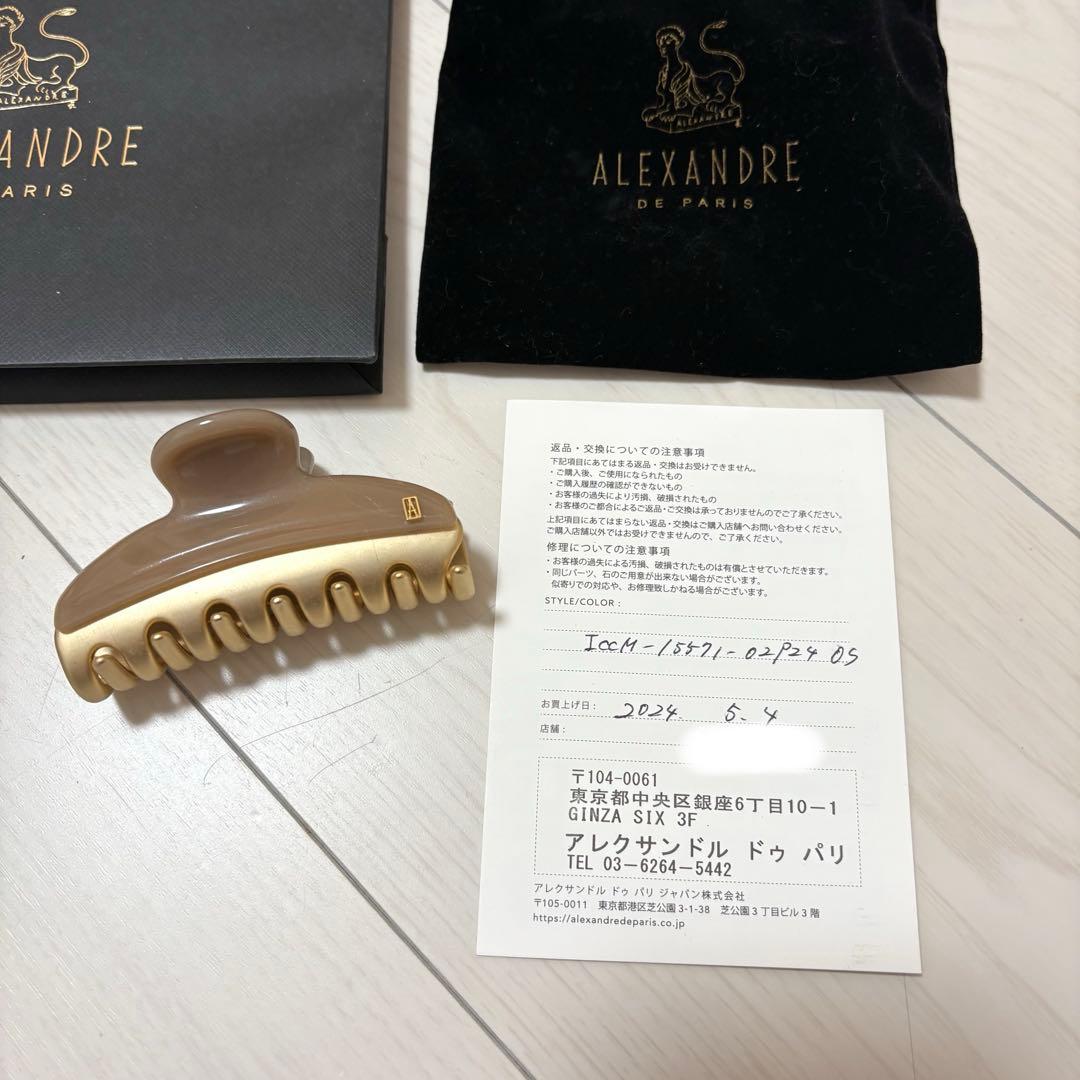 ALEXANDRE
ANDRE
ARIS
ALEXANDRE
ALEXANDRE
DE PARIS
A
返品・交換についての注意事項
下記項目にあてはまる返品・交換はお受けできません。
・ご購入後、ご使用になられたもの
・ご購入履歴の確認ができないもの
・お客様の過失により汚損、破損されたもの
・お客様のご都合によるご返品・ご交換は承っておりませんのでご了承ください。
上記項目にあてはまらない返品・交換はご購入店舗へお問い合わせください。
ご購入店舗以外ではお受けできませんので、ご了承ください。
修理についての注意事項
・お客様の過失による汚損、破損されたものは有償とさせていただきます。
・同じパーツ、石のご用意が出来ない場合がございます。
似寄りでの対応や、お修理致しかねる場合がございます。
STYLE/COLOR：
ICCM-15571-02P24 OS
お買上げ日： 2024. 5. 4
店舗：
〒104-0061
東京都中央区銀座6丁目10－1
GINZA SIX 3F
アレクサンドル ドゥ パリ
TEL 03－6264－5442
アレクサンドル ドゥ パリ ジャパン株式会社
〒105-0011 東京都港区芝公園3-1-38 芝公園3丁目ビル3階
https://alexandredeparis.co.jp